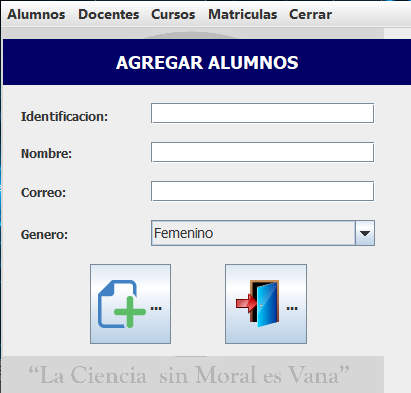 Alumnos Docentes Cursos Matriculas Cerrar
AGREGAR ALUMNOS
Identificacion:
Nombre:
Correo:
Genero: Femenino
... ...
“La Ciencia sin Moral es Vana”